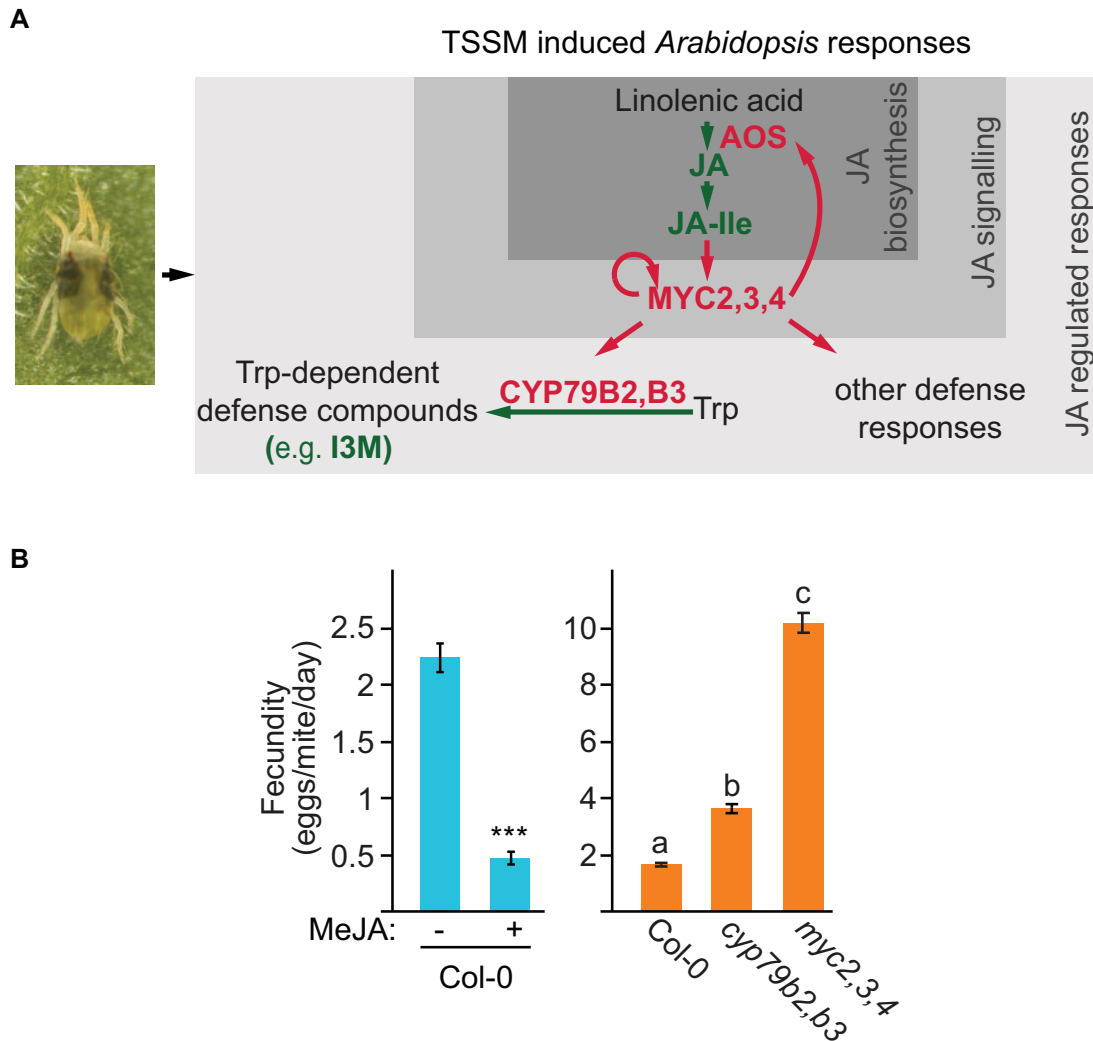 A
TSSM induced Arabidopsis responses
Linolenic acid
AOS
JA
JA-Ile
MYC2,3,4
JA
biosynthesis
JA signalling
JA regulated responses
Trp-dependent
defense compounds
(e.g. I3M)
CYP79B2,B3
Trp
other defense
responses
B
Fecundity
(eggs/mite/day)
2.5
2
1.5
1
0.5
***
MeJA: - +
Col-0
10
8
6
4
2
a
b
c
Col-0
cyp79b2,b3
myc2,3,4